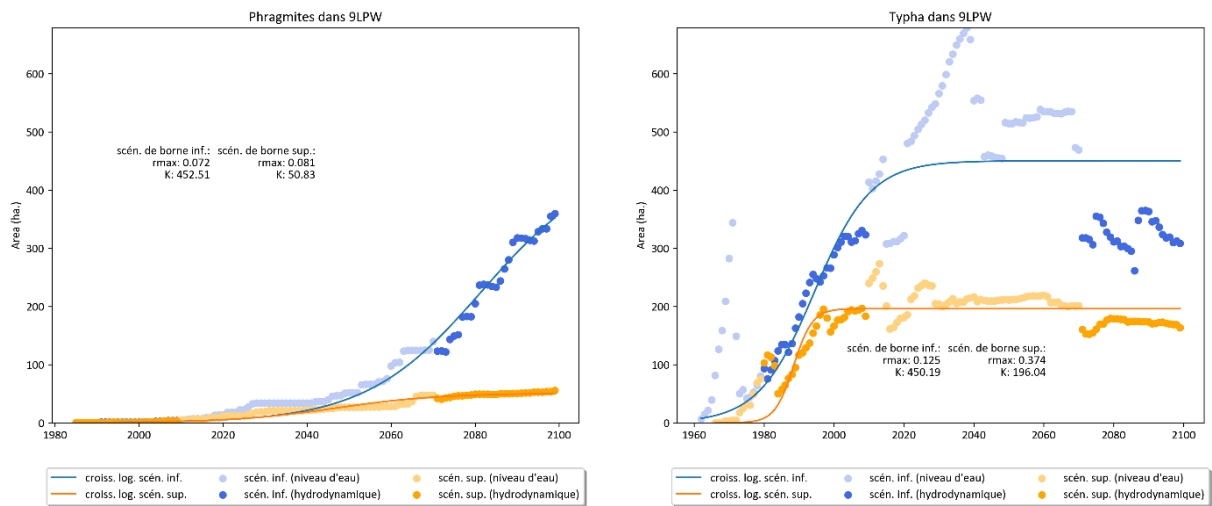 Phragmites dans 9LPW
600
500
400
300
200
100
0
Area (ha.)
scén. de borne inf.: scén. de borne sup.:
rmax: 0.072 rmax: 0.081
K: 452.51 K: 50.83
1980 2000 2020 2040 2060 2080 2100
croiss. log. scén. inf. scén. inf. (niveau d'eau) scén. sup. (niveau d'eau)
croiss. log. scén. sup. scén. inf. (hydrodynamique) scén. sup. (hydrodynamique)
Typha dans 9LPW
600
500
400
300
200
100
0
Area (ha.)
scén. de borne inf.: scén. de borne sup.:
rmax: 0.125 rmax: 0.374
K: 450.19 K: 196.04
1960 1980 2000 2020 2040 2060 2080 2100
croiss. log. scén. inf. scén. inf. (niveau d'eau) scén. sup. (niveau d'eau)
croiss. log. scén. sup. scén. inf. (hydrodynamique) scén. sup. (hydrodynamique)